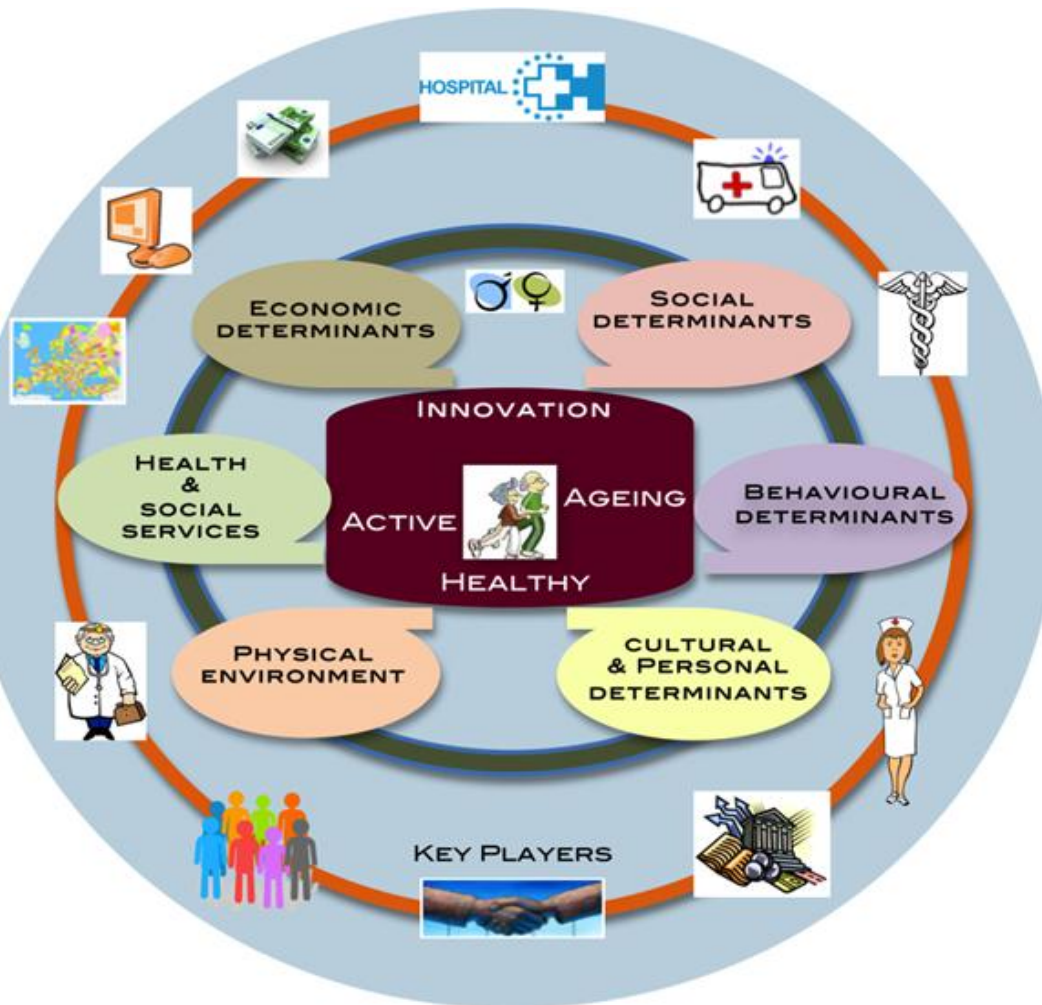 HOSPITAL
ECONOMIC
DETERMINANTS
SOCIAL
DETERMINANTS
INNOVATION
HEALTH
&
SOCIAL
SERVICES
ACTIVE
AGEING
BEHAVIOURAL
DETERMINANTS
HEALTHY
PHYSICAL
ENVIRONMENT
CULTURAL
& PERSONAL
DETERMINANTS
KEY PLAYERS